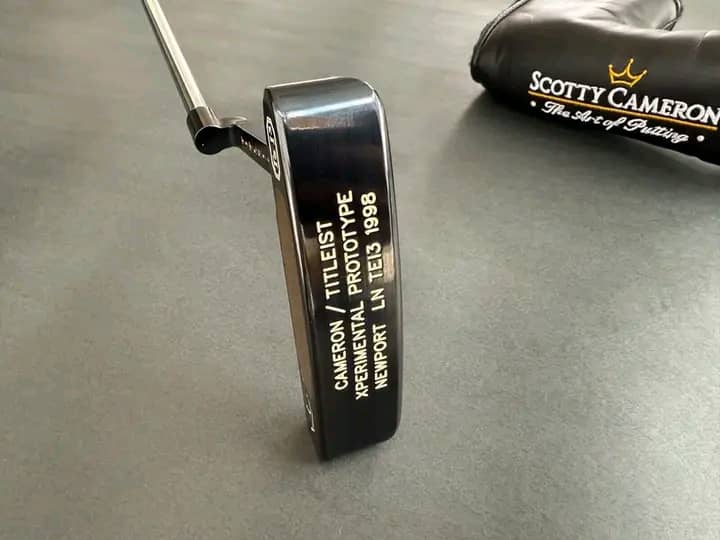 CAMERON / TITLEIST
XPERIMENTAL PROTOTYPE
NEWPORT LN TEI3 1998
SCOTTY CAMERON
The Art of Putting